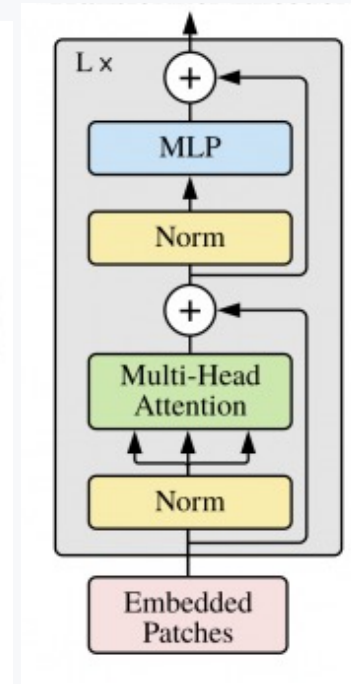 L ×
+
MLP
Norm
+
Multi-Head
Attention
Norm
Embedded
Patches